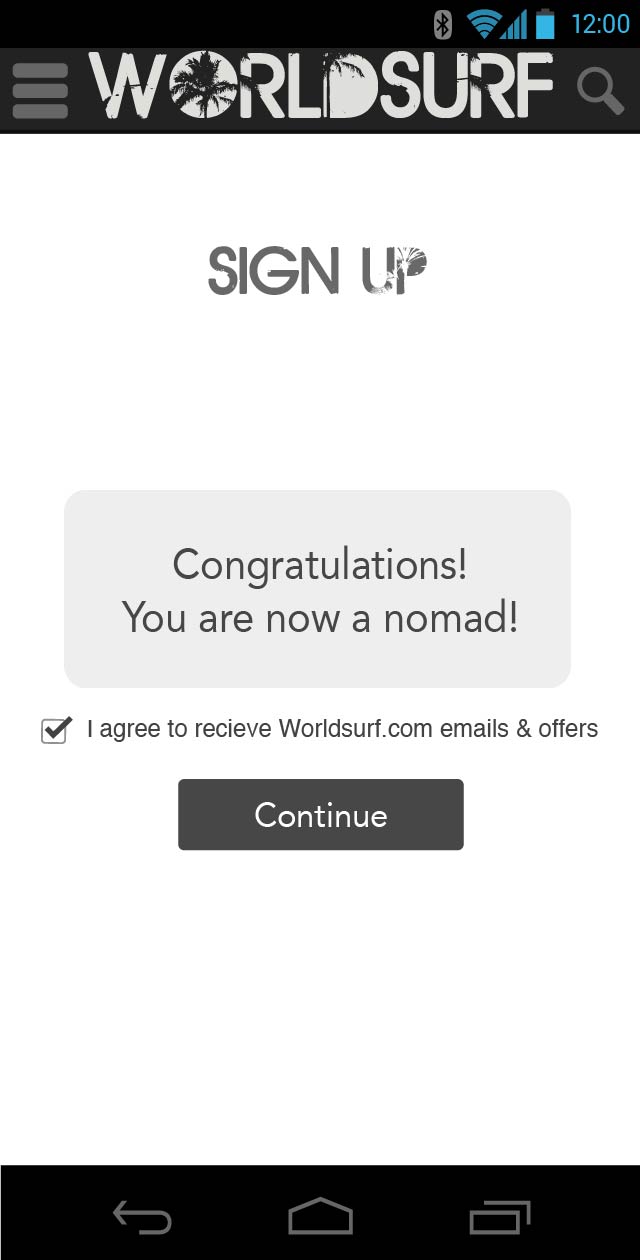 12:00
WORLDSURF
SIGN UP
Congratulations!
You are now a nomad!
I agree to recieve Worldsurf.com emails & offers
Continue